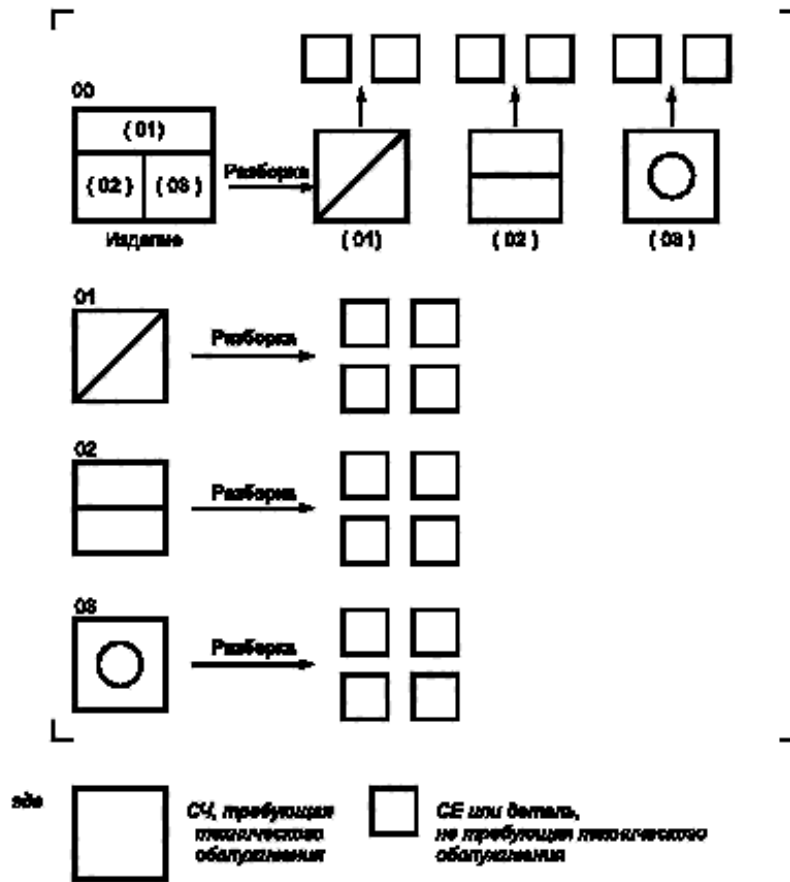 00
( 01)
( 02 ) ( 03 )
Изделие
Разборка
( 01)
( 02)
( 03 )
01
Разборка
02
Разборка
03
Разборка
где
СЧ, требующая
технического
обслуживания
СЕ или деталь,
не требующая технического
обслуживания